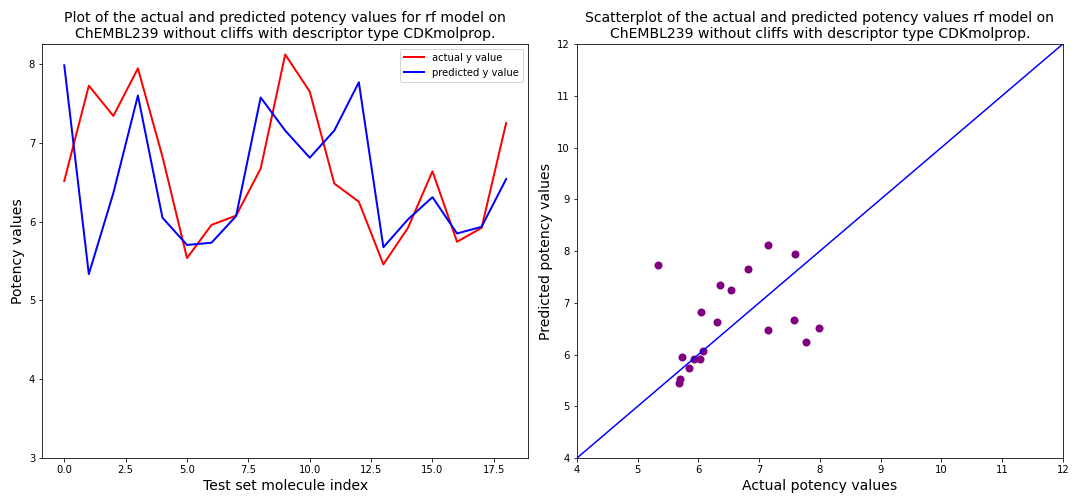 Plot of the actual and predicted potency values for rf model on
ChEMBL239 without cliffs with descriptor type CDKmolprop.
actual y value
predicted y value
Potency values
8
7
6
5
4
3
0.0 2.5 5.0 7.5 10.0 12.5 15.0 17.5
Test set molecule index
Scatterplot of the actual and predicted potency values rf model on
ChEMBL239 without cliffs with descriptor type CDKmolprop.
Predicted potency values
12
11
10
9
8
7
6
5
4
4 5 6 7 8 9 10 11 12
Actual potency values